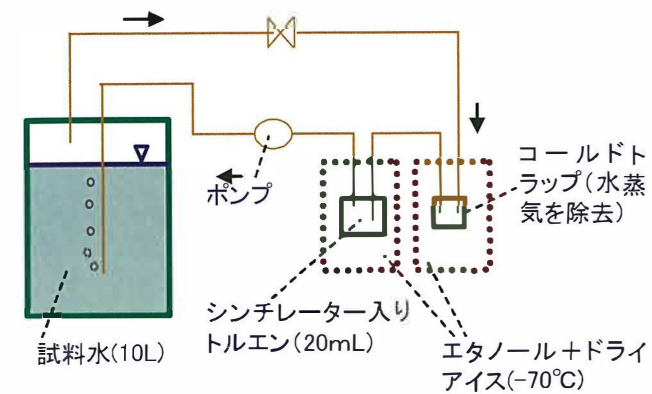 ポンプ
コールドト
ラップ(水蒸
気を除去)
シンチレーター入り
トルエン(20mL)
試料水(10L)
エタノール+ドライ
アイス(-70℃)